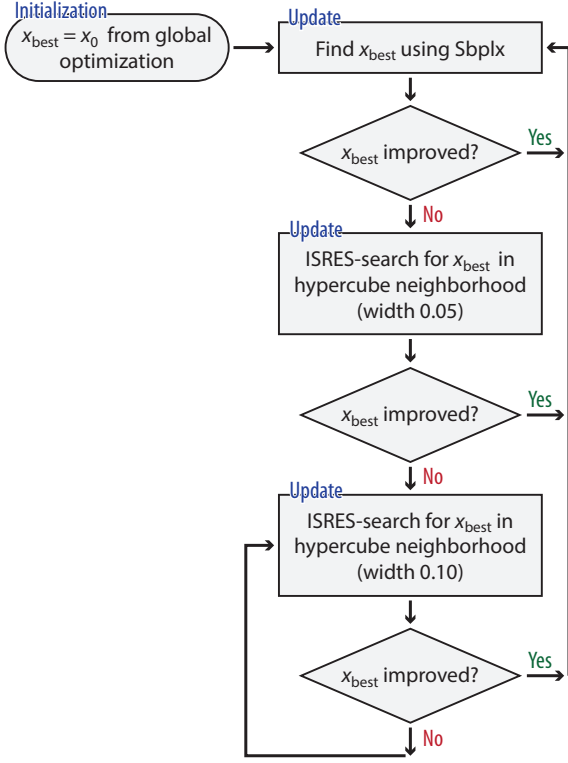 Initialization
x_best = x_0 from global
optimization
Update
Find x_best using Sbplx
x_best improved?
Yes
No
Update
ISRES-search for x_best in
hypercube neighborhood
(width 0.05)
x_best improved?
Yes
No
Update
ISRES-search for x_best in
hypercube neighborhood
(width 0.10)
x_best improved?
Yes
No